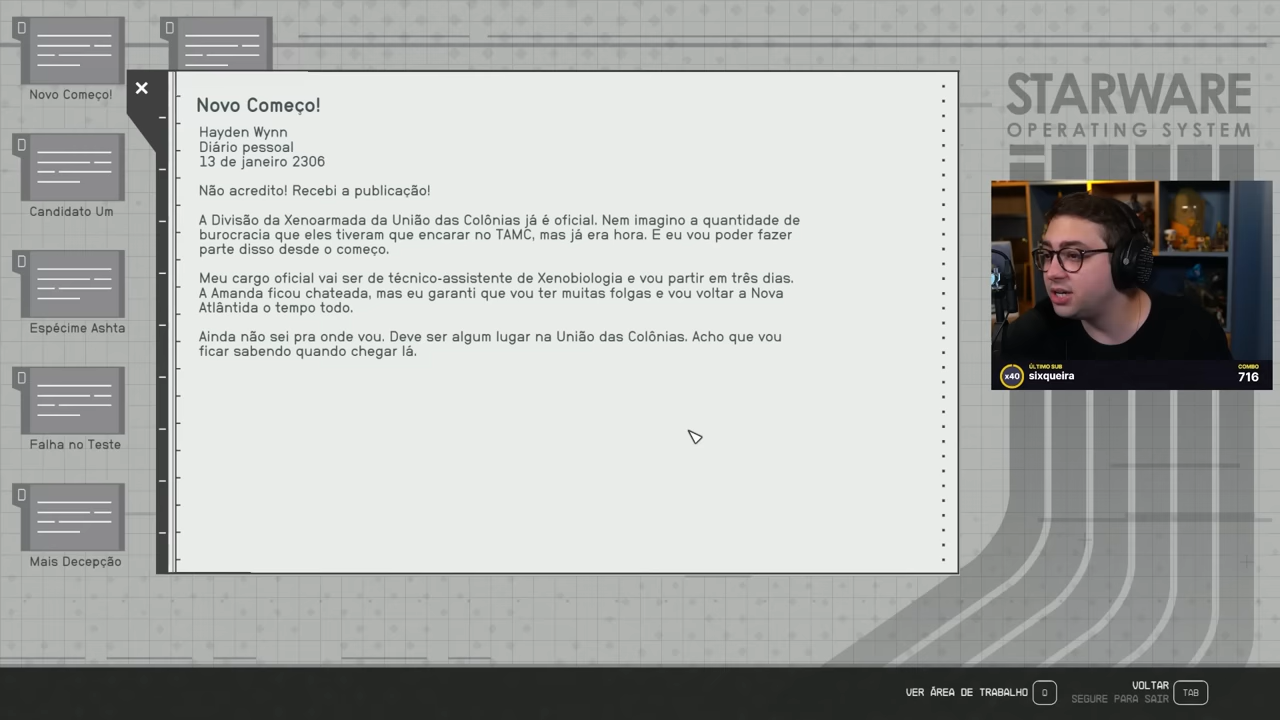 Novo Começo!
Candidato Um
Espécime Ashta
Falha no Teste
Mais Decepção
Novo Começo!
Hayden Wynn
Diário pessoal
13 de janeiro 2306
Não acredito! Recebi a publicação!
A Divisão da Xenoarmada da União das Colônias já é oficial. Nem imagino a quantidade de
burocracia que eles tiveram que encarar no TAMC, mas já era hora. E eu vou poder fazer
parte disso desde o começo.
Meu cargo oficial vai ser de técnico-assistente de Xenobiologia e vou partir em três dias.
A Amanda ficou chateada, mas eu garanti que vou ter muitas folgas e vou voltar a Nova
Atlântida o tempo todo.
Ainda não sei pra onde vou. Deve ser algum lugar na União das Colônias. Acho que vou
ficar sabendo quando chegar lá.
STARWARE
OPERATING SYSTEM
x40
ÚLTIMO SUB
sixqueira
COMBO
716
VER ÁREA DE TRABALHO Q
VOLTAR
SEGURE PARA SAIR
TAB